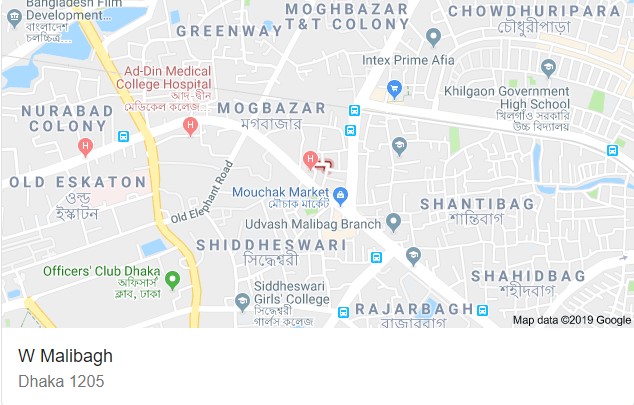 Bangladesh Film
Development...
বাংলাদেশ
চলচ্চিত্র...
GREENWAY
MOGHBAZAR
T&T COLONY
CHOWDHURIPARA
চৌধুরীপাড়া
Intex Prime Afia
Ad-Din Medical
College Hospital
আদ-দ্বীন
মেডিকেল কলেজ...
Khilgaon Government
High School
খিলগাঁও সরকারি
উচ্চ বিদ্যালয়
NURABAD
COLONY
MOGBAZAR
মগবাজার
H
H
H
OLD ESKATON
ওল্ড
ইস্কাটন
Old Elephant Road
Mouchak Market
মৌচাক মার্কেট
SHANTIBAG
শান্তিবাগ
Udvash Malibag Branch
SHIDDHESWARI
সিদ্ধেশ্বরী
Officers' Club Dhaka
অফিসার্স
ক্লাব, ঢাকা
SHAHIDBAG
শহীদবাগ
Siddheswari
Girls' College
সিদ্ধেশ্বরী
গার্লস কলেজ
RAJARBAGH
রাজারবাগ
Map data ©2019 Google
W Malibagh
Dhaka 1205